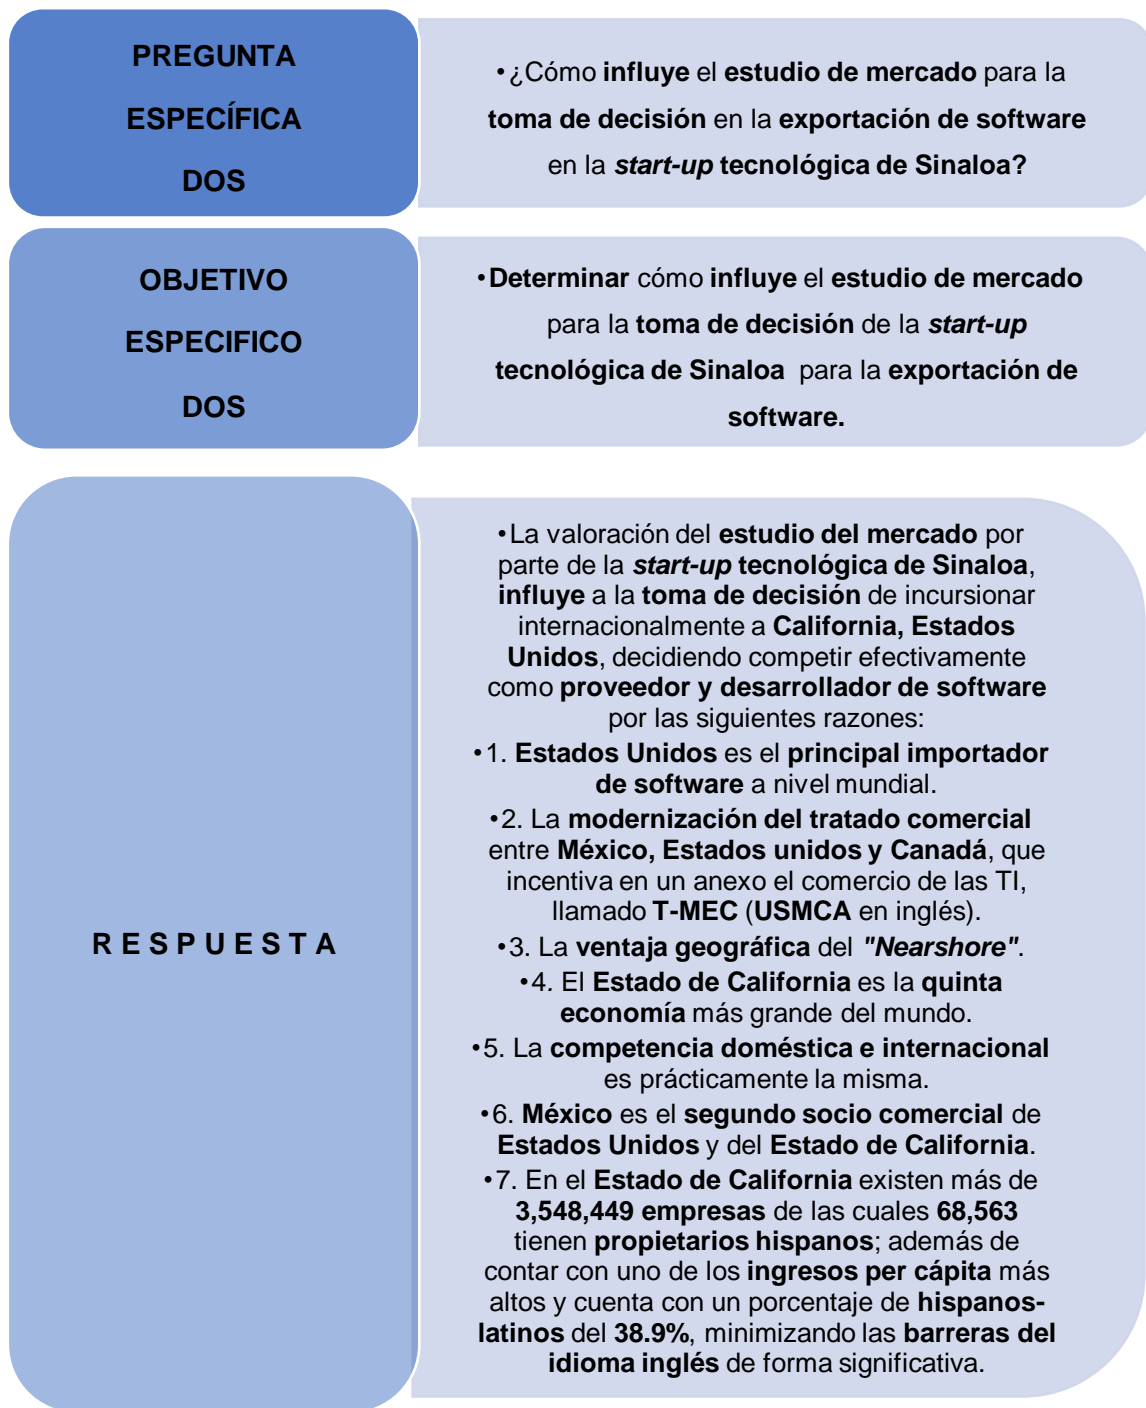 PREGUNTA
ESPECÍFICA
DOS
•¿Cómo influye el estudio de mercado para la
toma de decisión en la exportación de software
en la start-up tecnológica de Sinaloa?
OBJETIVO
ESPECIFICO
DOS
•Determinar cómo influye el estudio de mercado
para la toma de decisión de la start-up
tecnológica de Sinaloa para la exportación de
software.
RESPUESTA
•La valoración del estudio del mercado por
parte de la start-up tecnológica de Sinaloa,
influye a la toma de decisión de incursionar
internacionalmente a California, Estados
Unidos, decidiendo competir efectivamente
como proveedor y desarrollador de software
por las siguientes razones:
•1. Estados Unidos es el principal importador
de software a nivel mundial.
•2. La modernización del tratado comercial
entre México, Estados unidos y Canadá, que
incentiva en un anexo el comercio de las TI,
llamado T-MEC (USMCA en inglés).
•3. La ventaja geográfica del "Nearshore".
•4. El Estado de California es la quinta
economía más grande del mundo.
•5. La competencia doméstica e internacional
es prácticamente la misma.
•6. México es el segundo socio comercial de
Estados Unidos y del Estado de California.
•7. En el Estado de California existen más de
3,548,449 empresas de las cuales 68,563
tienen propietarios hispanos; además de
contar con uno de los ingresos per cápita más
altos y cuenta con un porcentaje de hispanos-
latinos del 38.9%, minimizando las barreras del
idioma inglés de forma significativa.